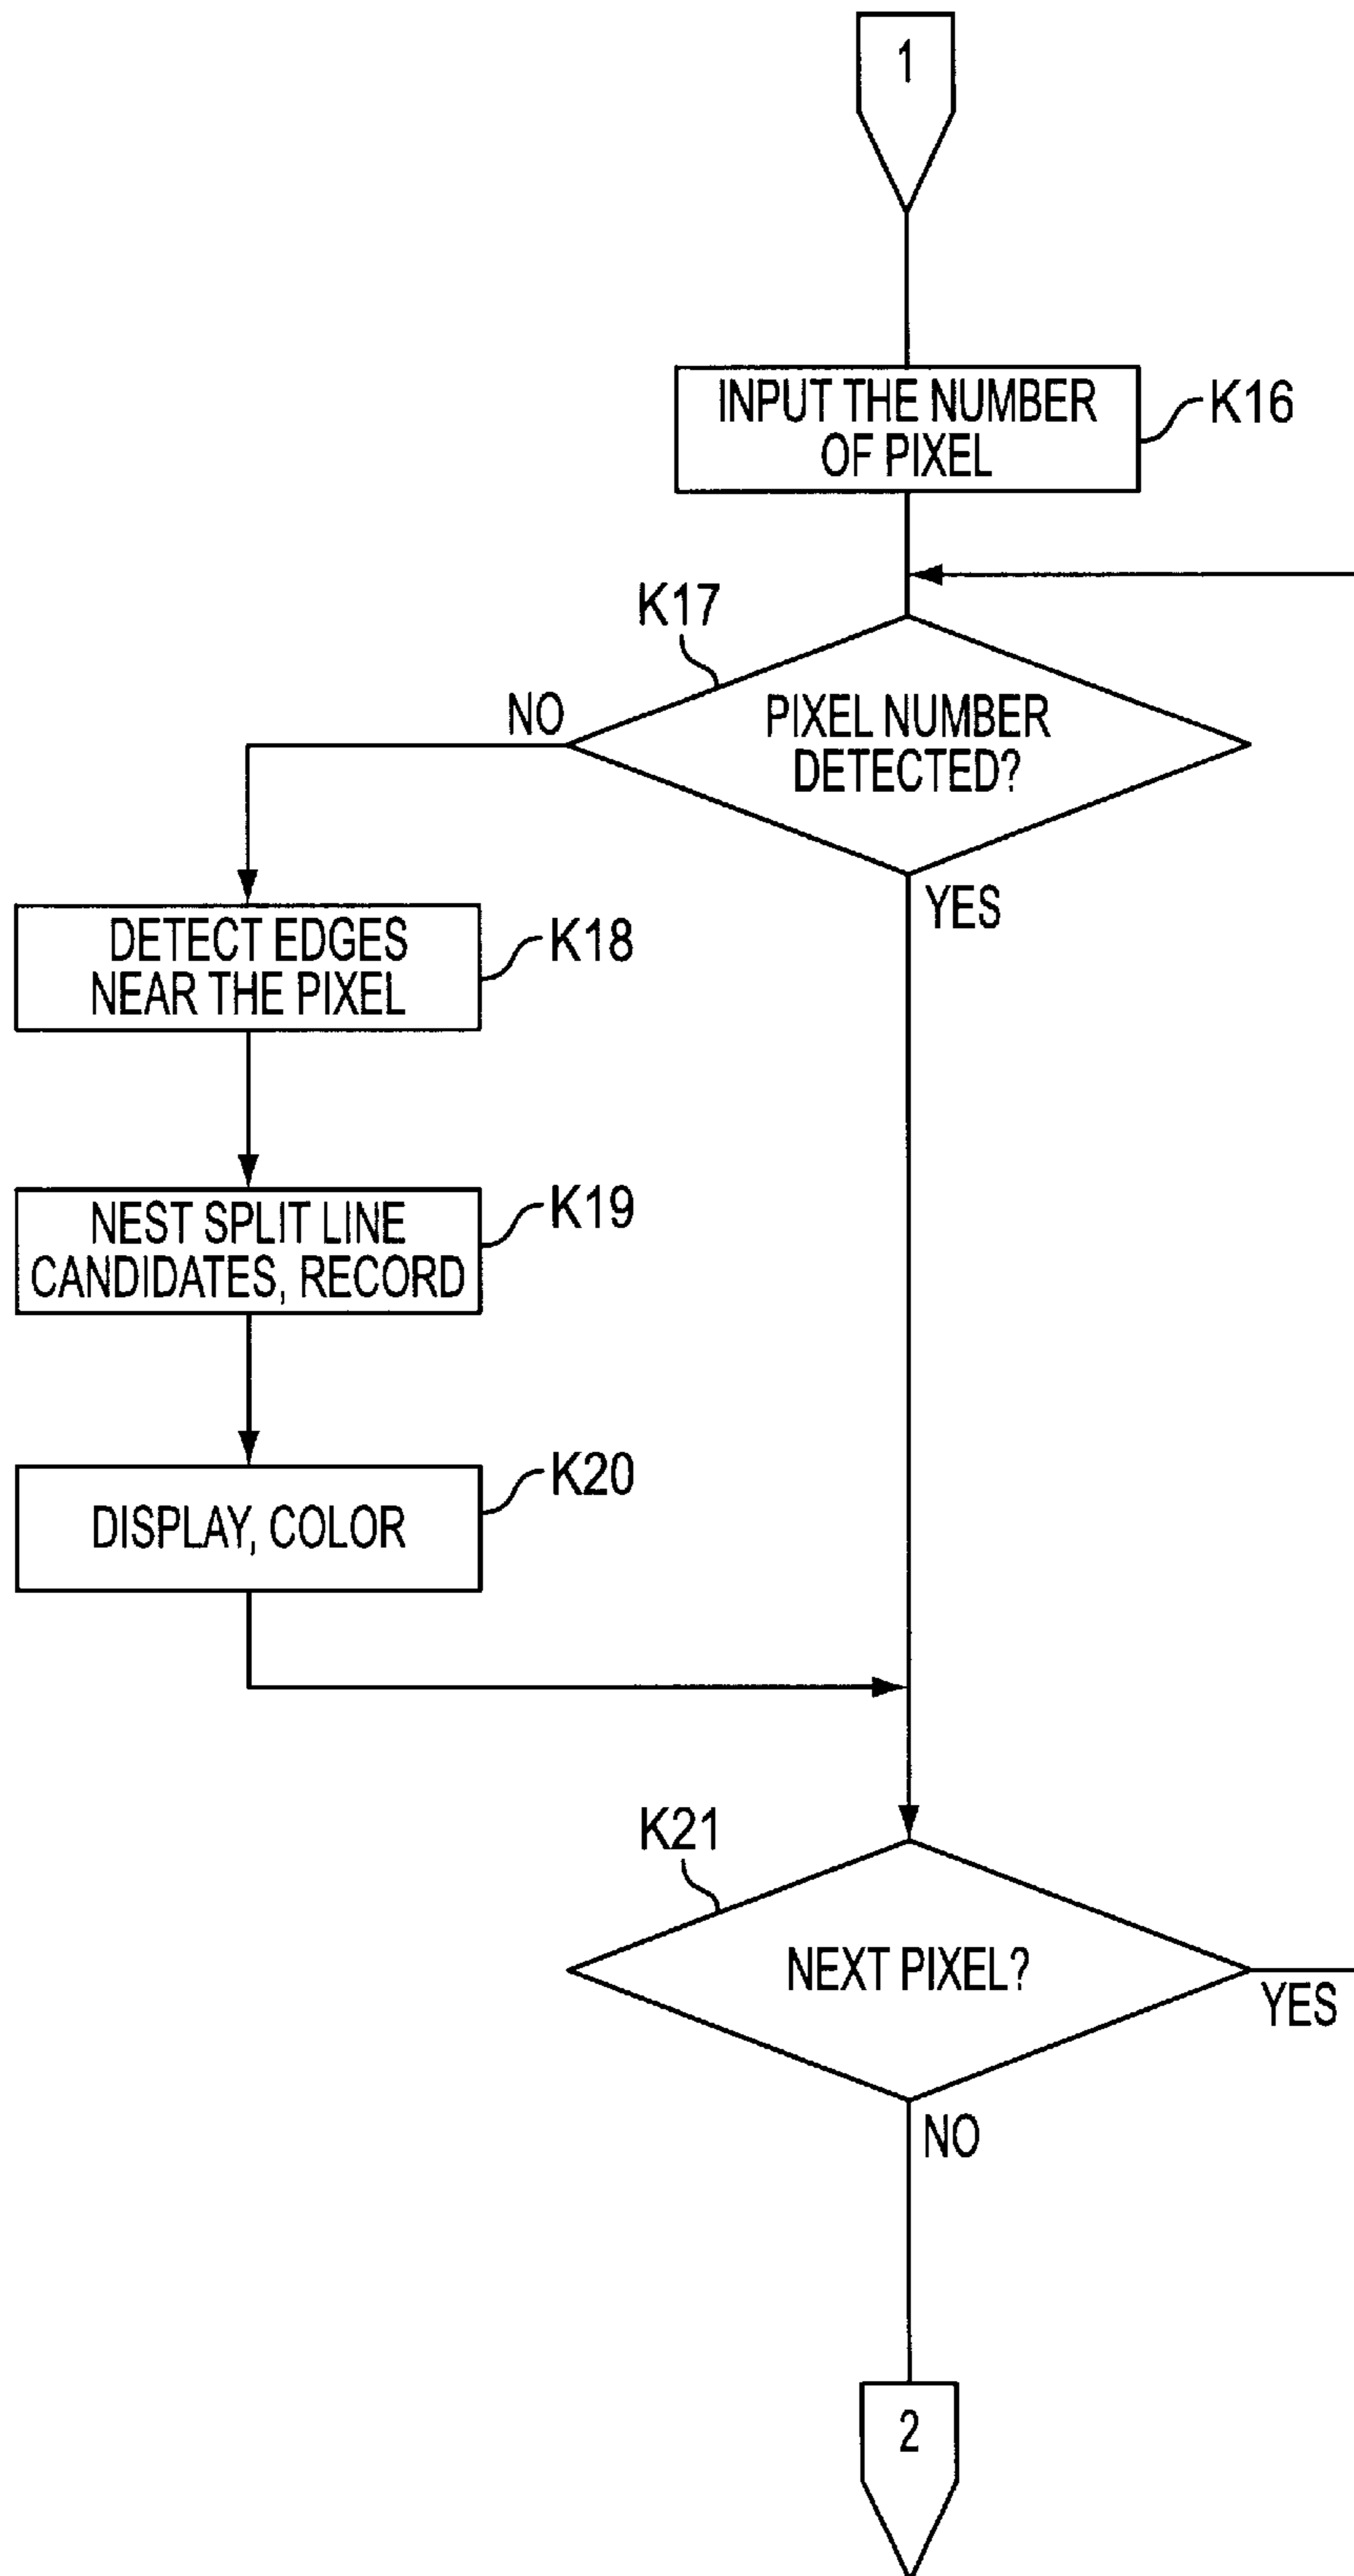 1
INPUT THE NUMBER
OF PIXEL
K16
K17
NO
PIXEL NUMBER
DETECTED?
YES
DETECT EDGES
NEAR THE PIXEL
K18
NEST SPLIT LINE
CANDIDATES, RECORD
K19
DISPLAY, COLOR
K20
K21
NEXT PIXEL?
YES
NO
2